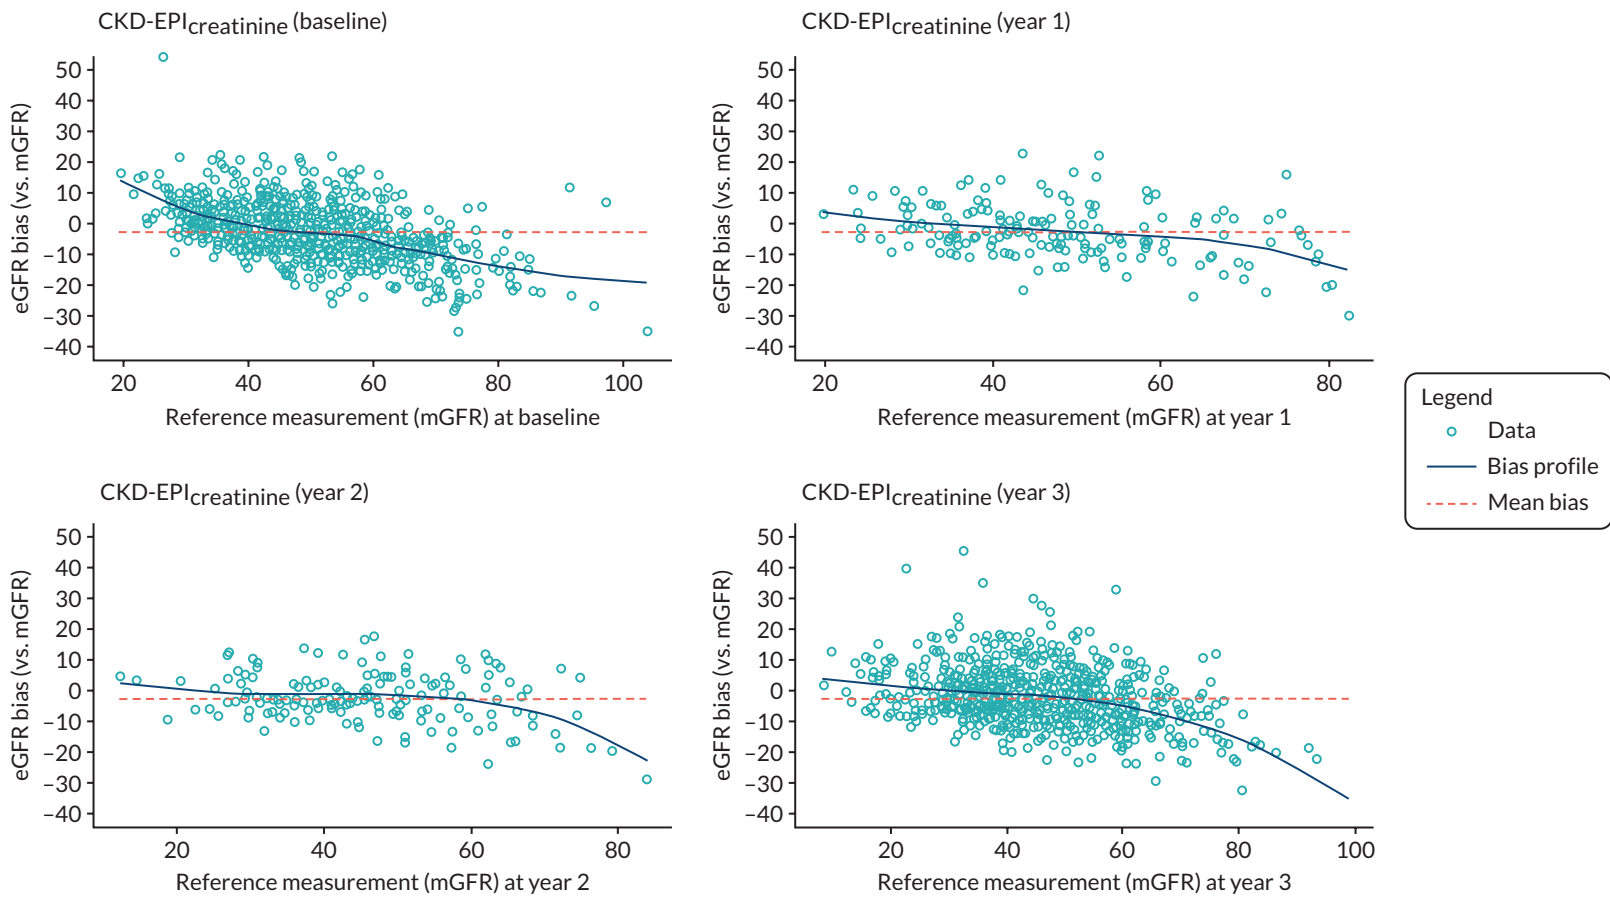 CKD-EPIcreatinine (baseline)
eGFR bias (vs. mGFR)
50
40
30
20
10
0
−10
−20
−30
−40
20 40 60 80 100
Reference measurement (mGFR) at baseline
CKD-EPIcreatinine (year 1)
eGFR bias (vs. mGFR)
50
40
30
20
10
0
−10
−20
−30
−40
20 40 60 80
Reference measurement (mGFR) at year 1
Legend
Data
Bias profile
Mean bias
CKD-EPIcreatinine (year 2)
eGFR bias (vs. mGFR)
50
40
30
20
10
0
−10
−20
−30
−40
20 40 60 80
Reference measurement (mGFR) at year 2
CKD-EPIcreatinine (year 3)
eGFR bias (vs. mGFR)
50
40
30
20
10
0
−10
−20
−30
−40
20 40 60 80 100
Reference measurement (mGFR) at year 3